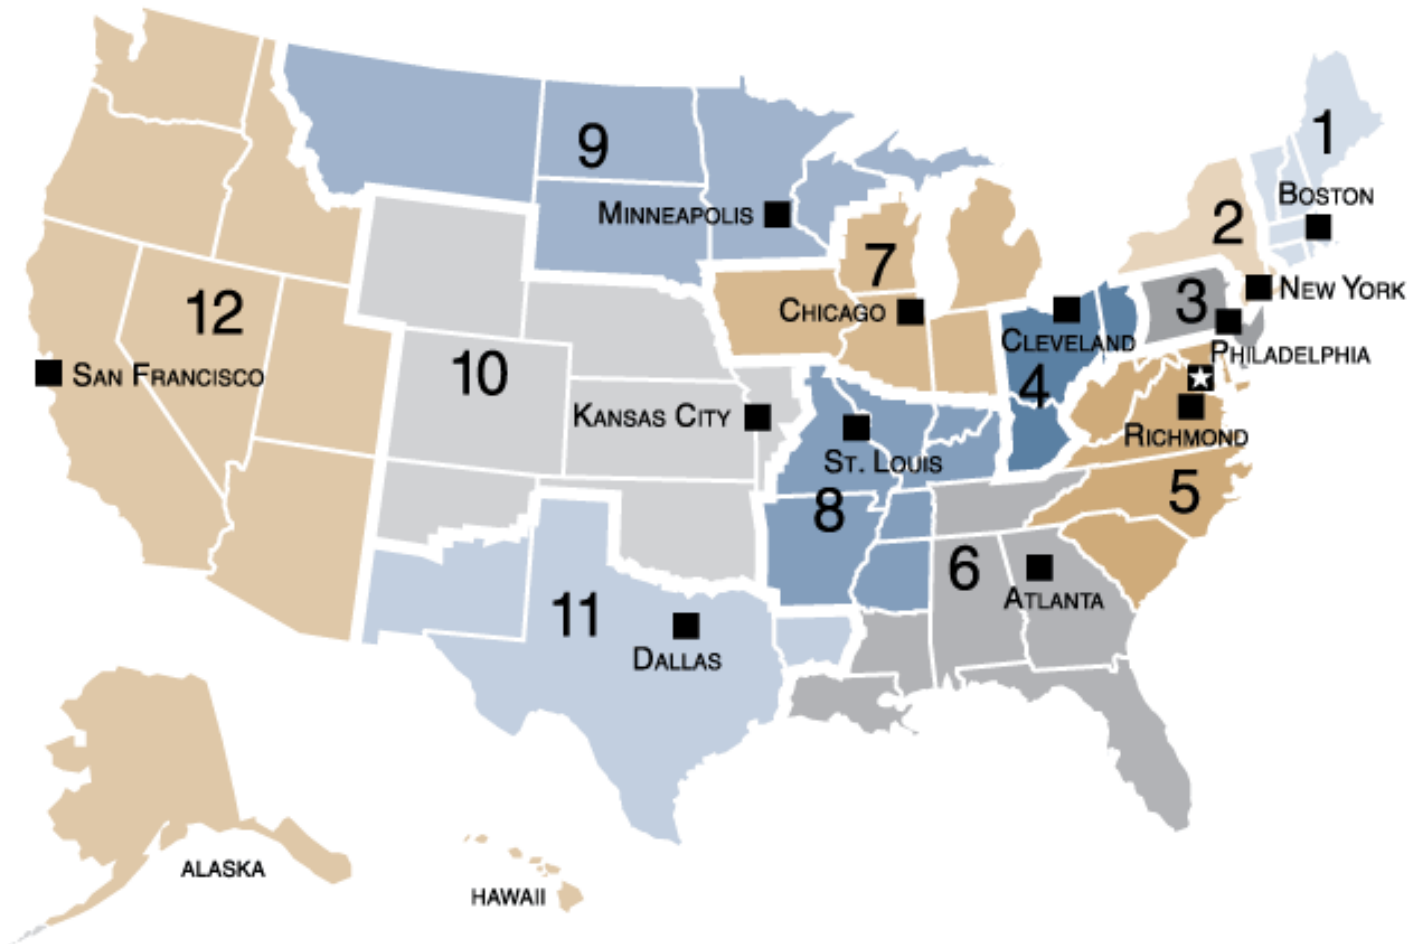 1
9
BOSTON
MINNEAPOLIS
2
7
3
NEW YORK
12
CHICAGO
CLEVELAND
PHILADELPHIA
SAN FRANCISCO
10
4
KANSAS CITY
RICHMOND
ST. LOUIS
5
8
6
11
ATLANTA
DALLAS
ALASKA
HAWAII